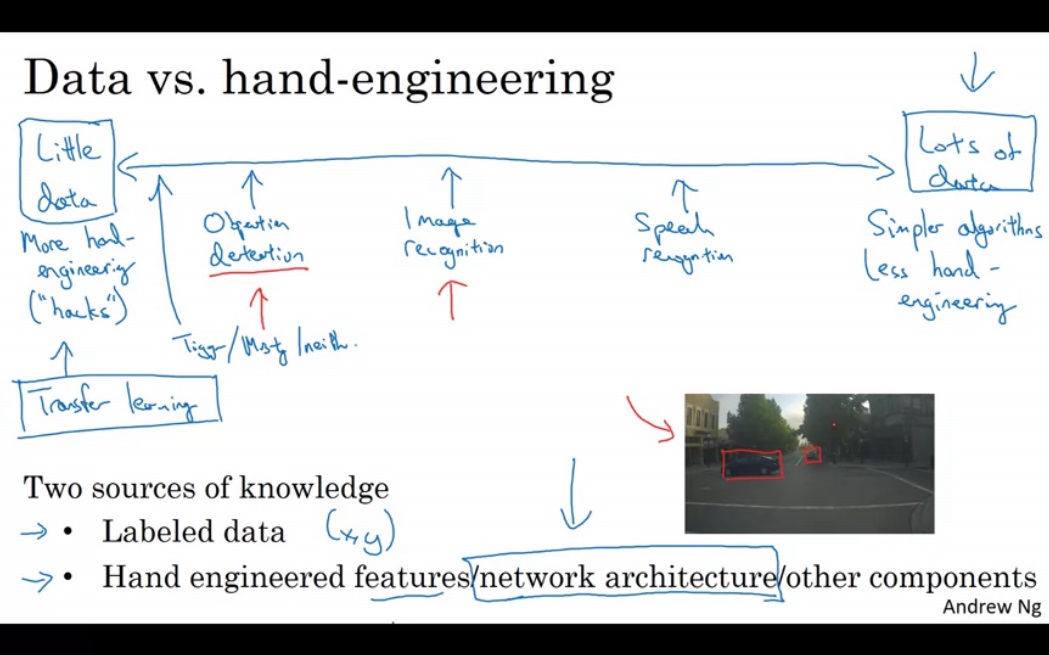 Data vs. hand-engineering
Little
data
Lots of
data
More hand-
engineering
("hacks")
Object
detection
Image
recognition
Speech
recognition
Simpler algorithms
Less hand-
engineering
Tigger/Misty/neith.
Transfer learning
Two sources of knowledge
• Labeled data (x,y)
• Hand engineered features/network architecture/other components
Andrew Ng